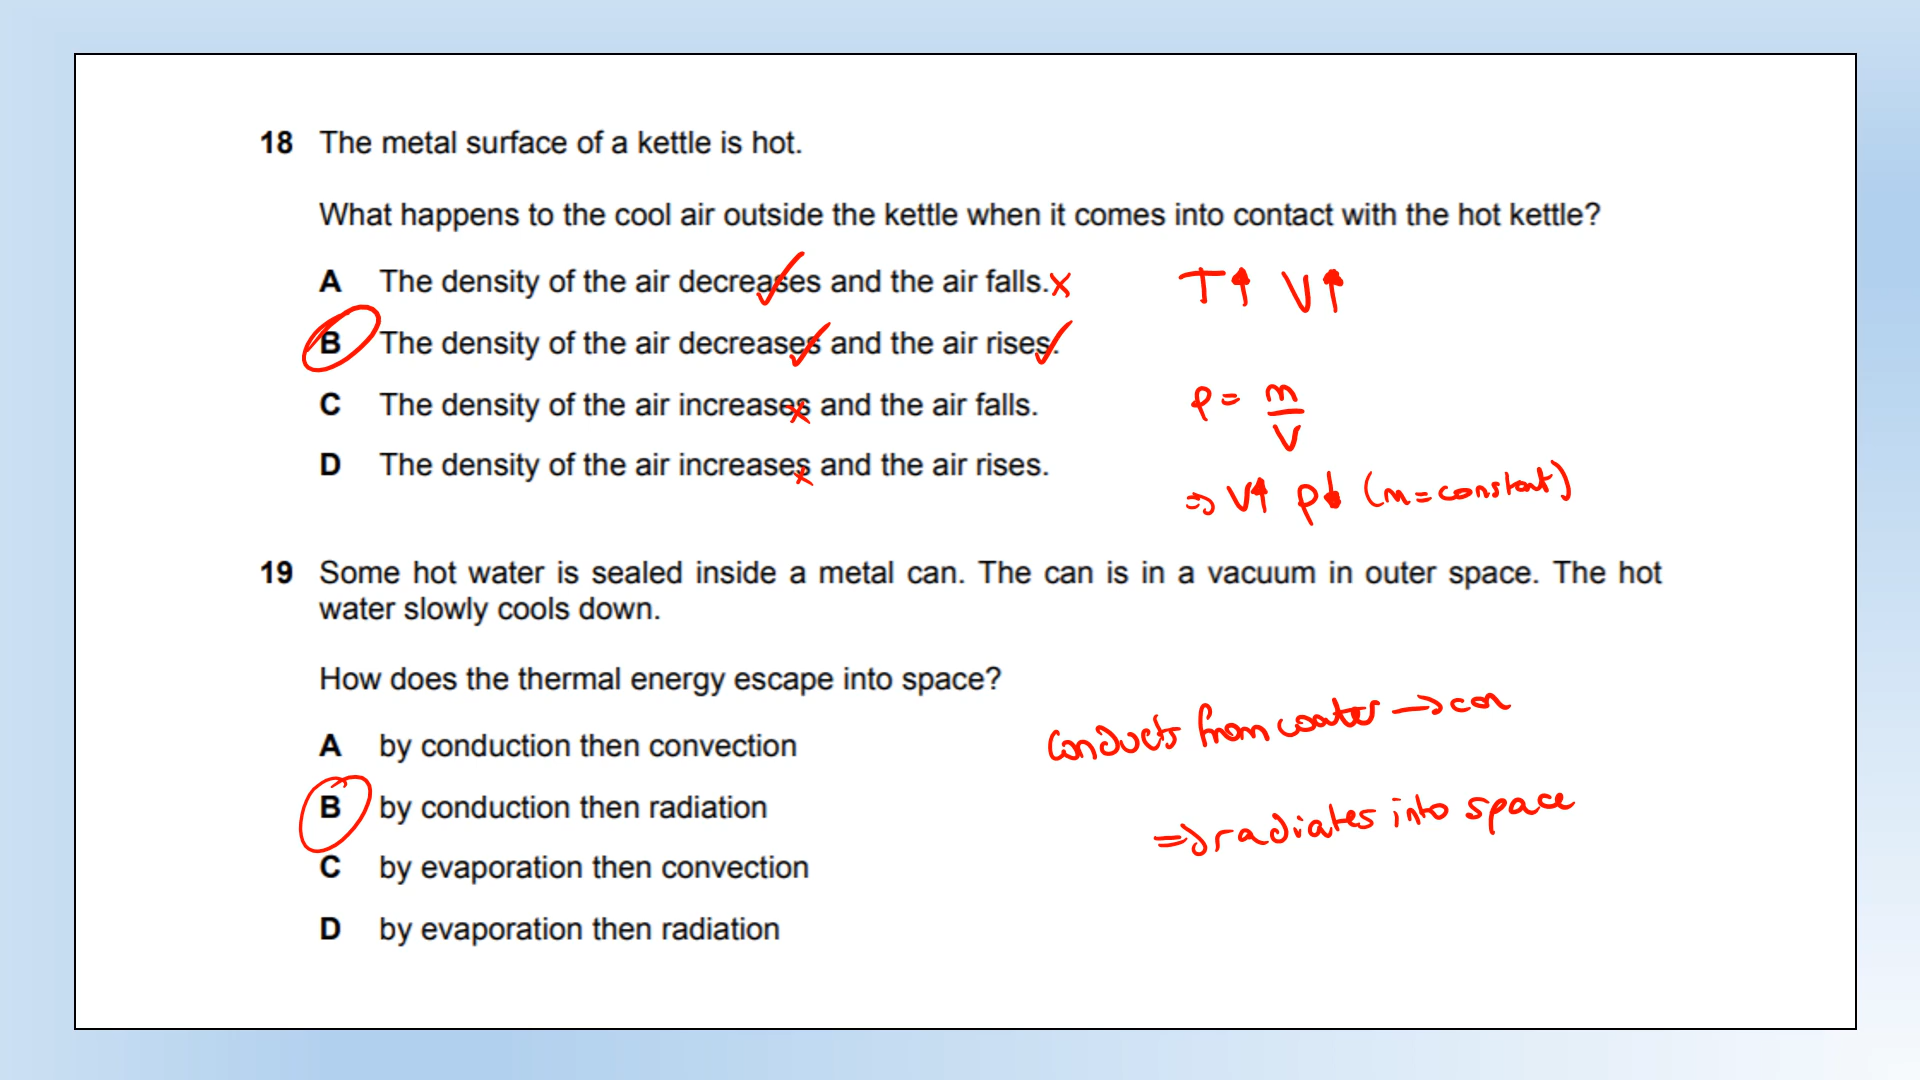 18 The metal surface of a kettle is hot.
What happens to the cool air outside the kettle when it comes into contact with the hot kettle?
A The density of the air decreases and the air falls.
B The density of the air decreases and the air rises.
C The density of the air increases and the air falls.
D The density of the air increases and the air rises.
T↑ V↑
ρ = m/V
⇒ V↑ ρ↓ (m = constant)
19 Some hot water is sealed inside a metal can. The can is in a vacuum in outer space. The hot
water slowly cools down.
How does the thermal energy escape into space?
A by conduction then convection
B by conduction then radiation
C by evaporation then convection
D by evaporation then radiation
Conducts from water → can
⇒ radiates into space